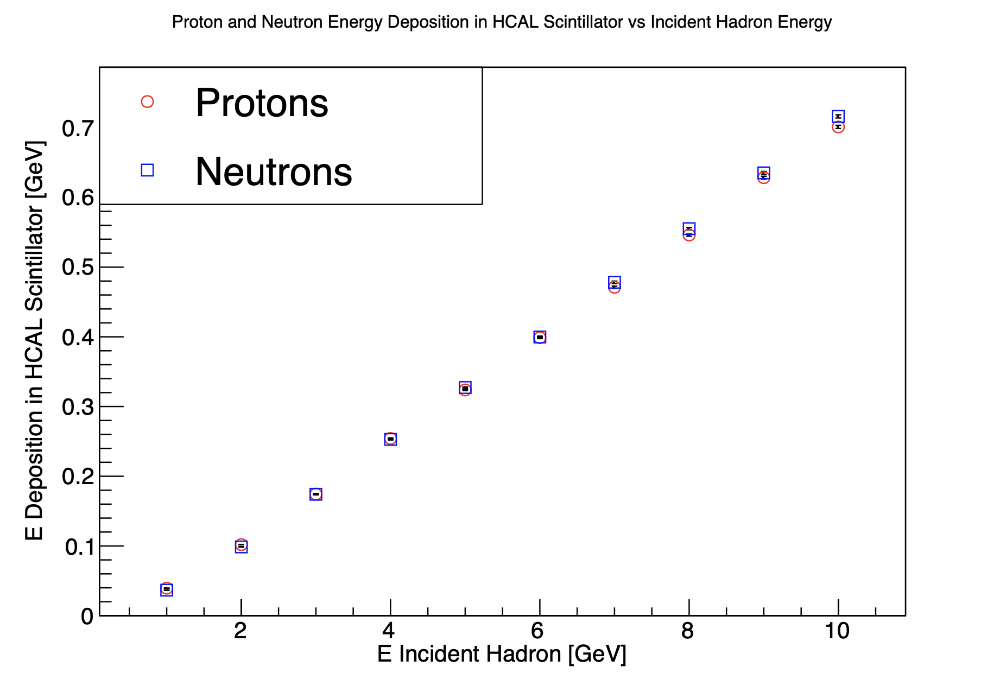 Proton and Neutron Energy Deposition in HCAL Scintillator vs Incident Hadron Energy
Protons
Neutrons
E Deposition in HCAL Scintillator [GeV]
0.7
0.6
0.5
0.4
0.3
0.2
0.1
0
2 4 6 8 10
E Incident Hadron [GeV]